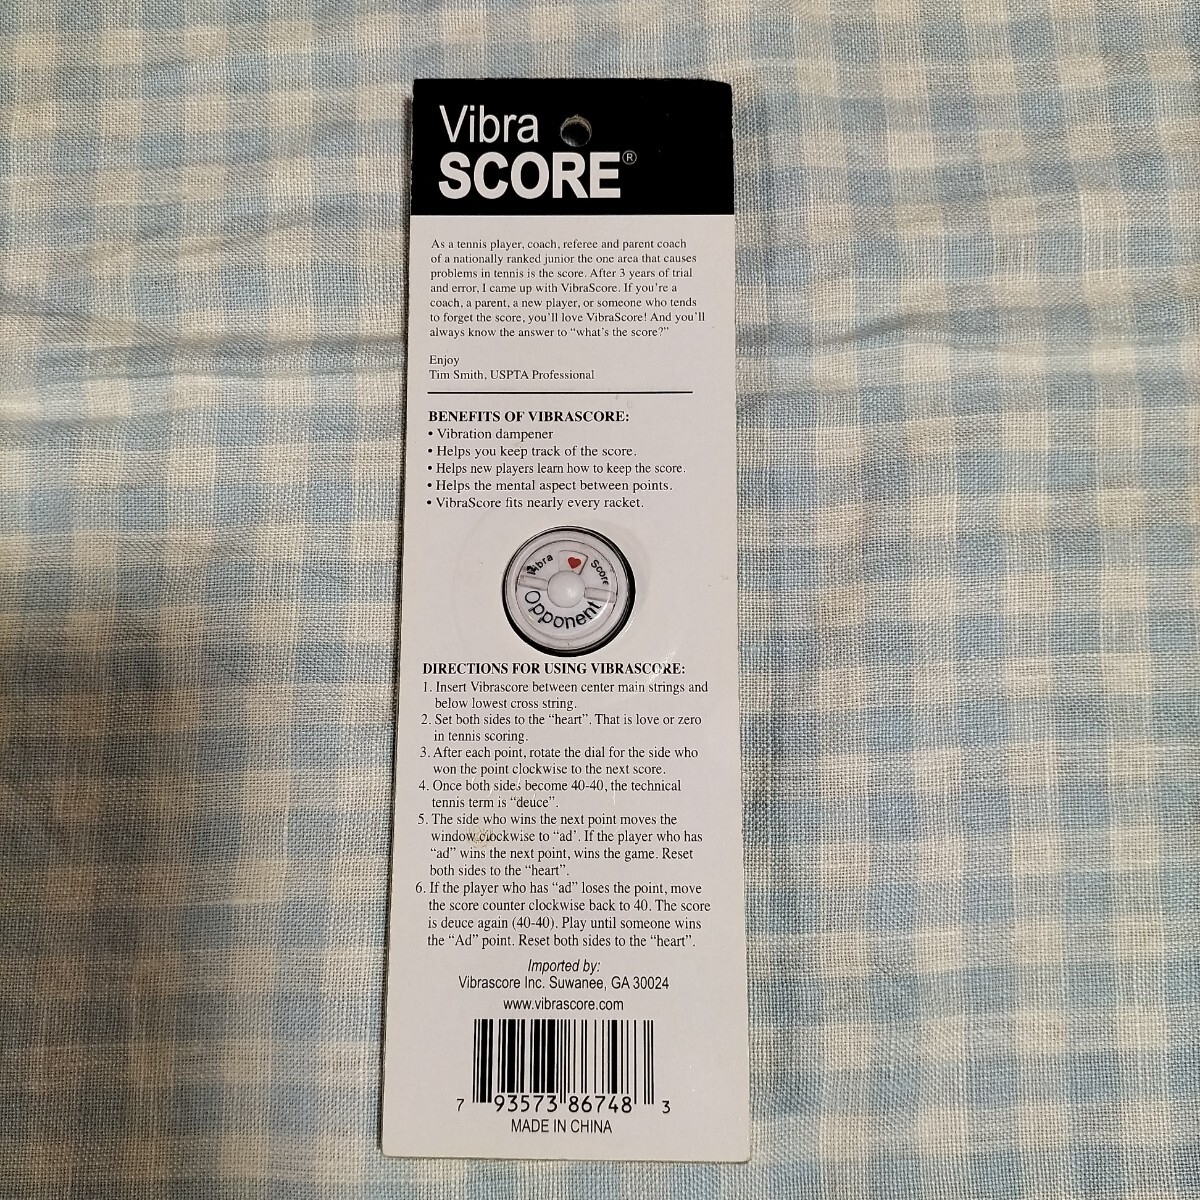 Vibra
SCORE®
As a tennis player, coach, referee and parent coach
of a nationally ranked junior the one area that causes
problems in tennis is the score. After 3 years of trial
and error, I came up with VibraScore. If you're a
coach, a parent, a new player, or someone who tends
to forget the score, you'll love VibraScore! And you'll
always know the answer to “what's the score?”
Enjoy
Tim Smith, USPTA Professional
BENEFITS OF VIBRASCORE:
• Vibration dampener
• Helps you keep track of the score.
• Helps new players learn how to keep the score.
• Helps the mental aspect between points.
• VibraScore fits nearly every racket.
Vibra Score
Opponent
DIRECTIONS FOR USING VIBRASCORE:
1. Insert Vibrascore between center main strings and
below lowest cross string.
2. Set both sides to the “heart”. That is love or zero
in tennis scoring.
3. After each point, rotate the dial for the side who
won the point clockwise to the next score.
4. Once both sides become 40-40, the technical
tennis term is “deuce”.
5. The side who wins the next point moves the
window clockwise to “ad'. If the player who has
“ad” wins the next point, wins the game. Reset
both sides to the “heart”.
6. If the player who has “ad” loses the point, move
the score counter clockwise back to 40. The score
is deuce again (40-40). Play until someone wins
the “Ad” point. Reset both sides to the “heart”.
Imported by:
Vibrascore Inc. Suwanee, GA 30024
www.vibrascore.com
7 93573 86748 3
MADE IN CHINA